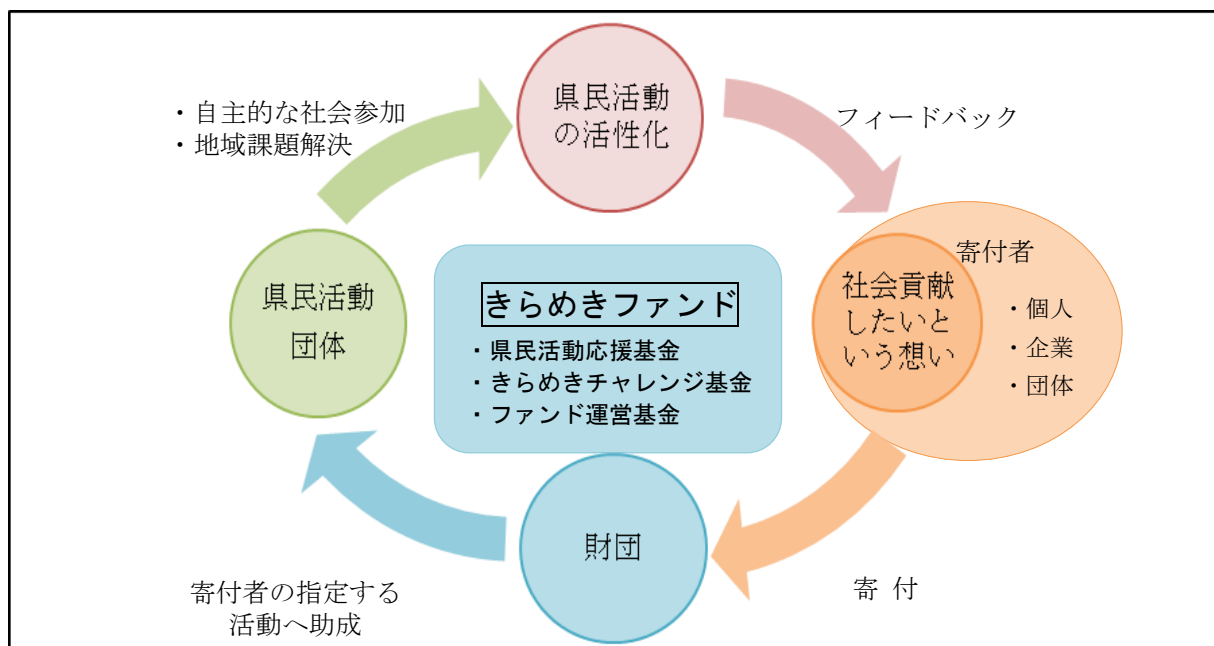 県民活動
の活性化
・自主的な社会参加
・地域課題解決
フィードバック
県民活動
団体
きらめきファンド
・県民活動応援基金
・きらめきチャレンジ基金
・ファンド運営基金
寄付者
社会貢献
したいと
いう想い
・個人
・企業
・団体
財団
寄付者の指定する
活動へ助成
寄 付